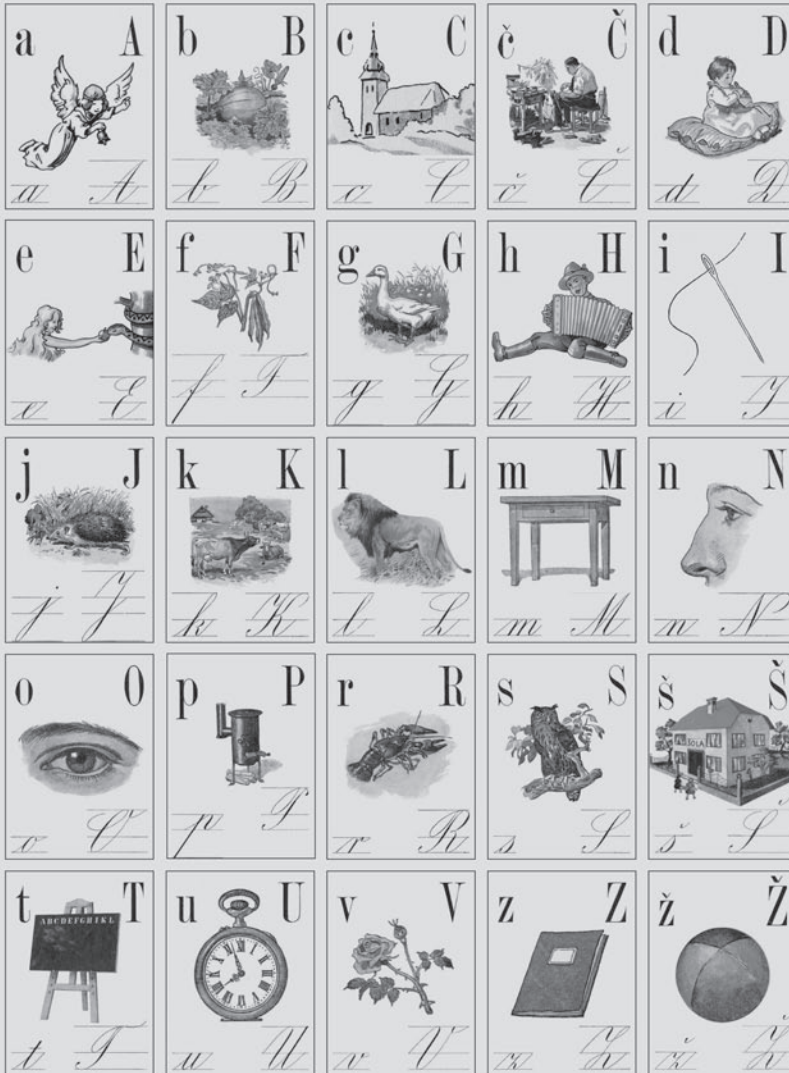 a A b B c C č Č d D
a A b B c C č Č d D
e E f F g G h H i I
e E f F g G h H i I
j J k K l L m M n N
j J k K l L m M n N
o O p P r R s S š Š
ŠOLA
o O p P r R s S š Š
t T u U v V z Z ž Ž
ABCDEFGHIKL
t T u U v V z Z ž Ž